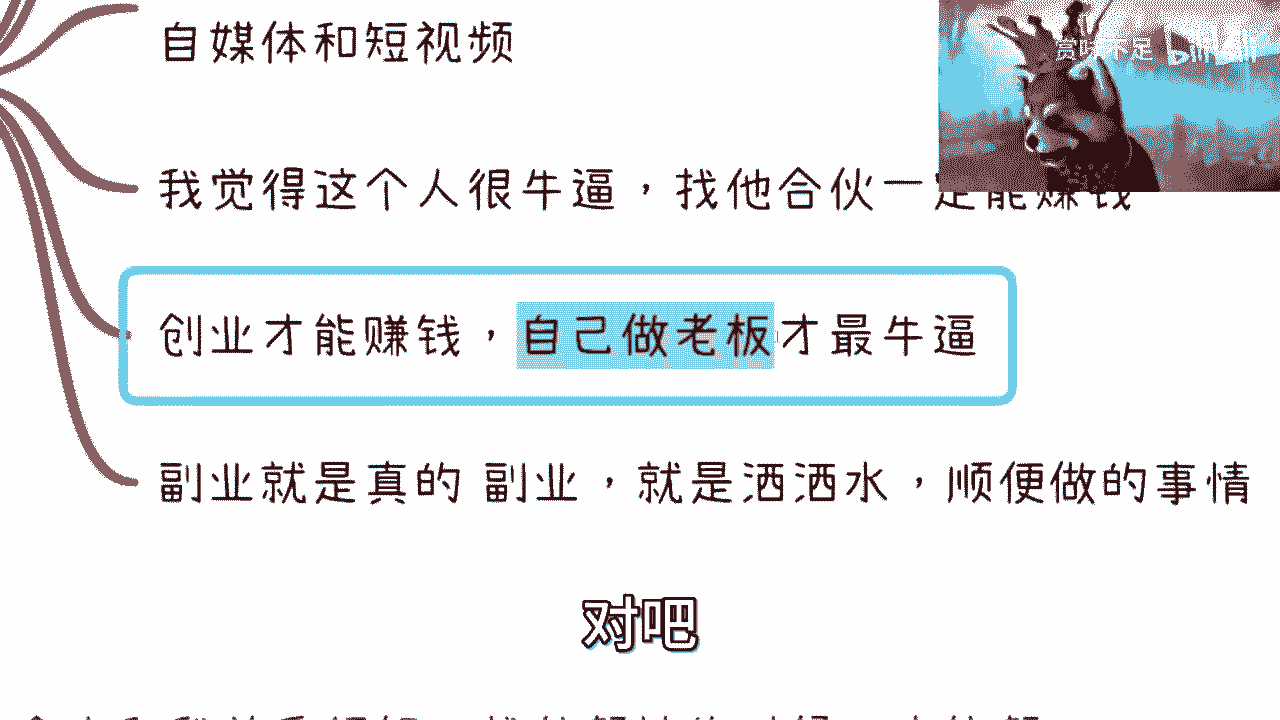 自媒体和短视频
赏味不足 bilibili
我觉得这个人很牛逼，找他合伙一定能赚钱
创业才能赚钱，自己做老板才最牛逼
副业就是真的 副业，就是洒洒水，顺便做的事情
对吧